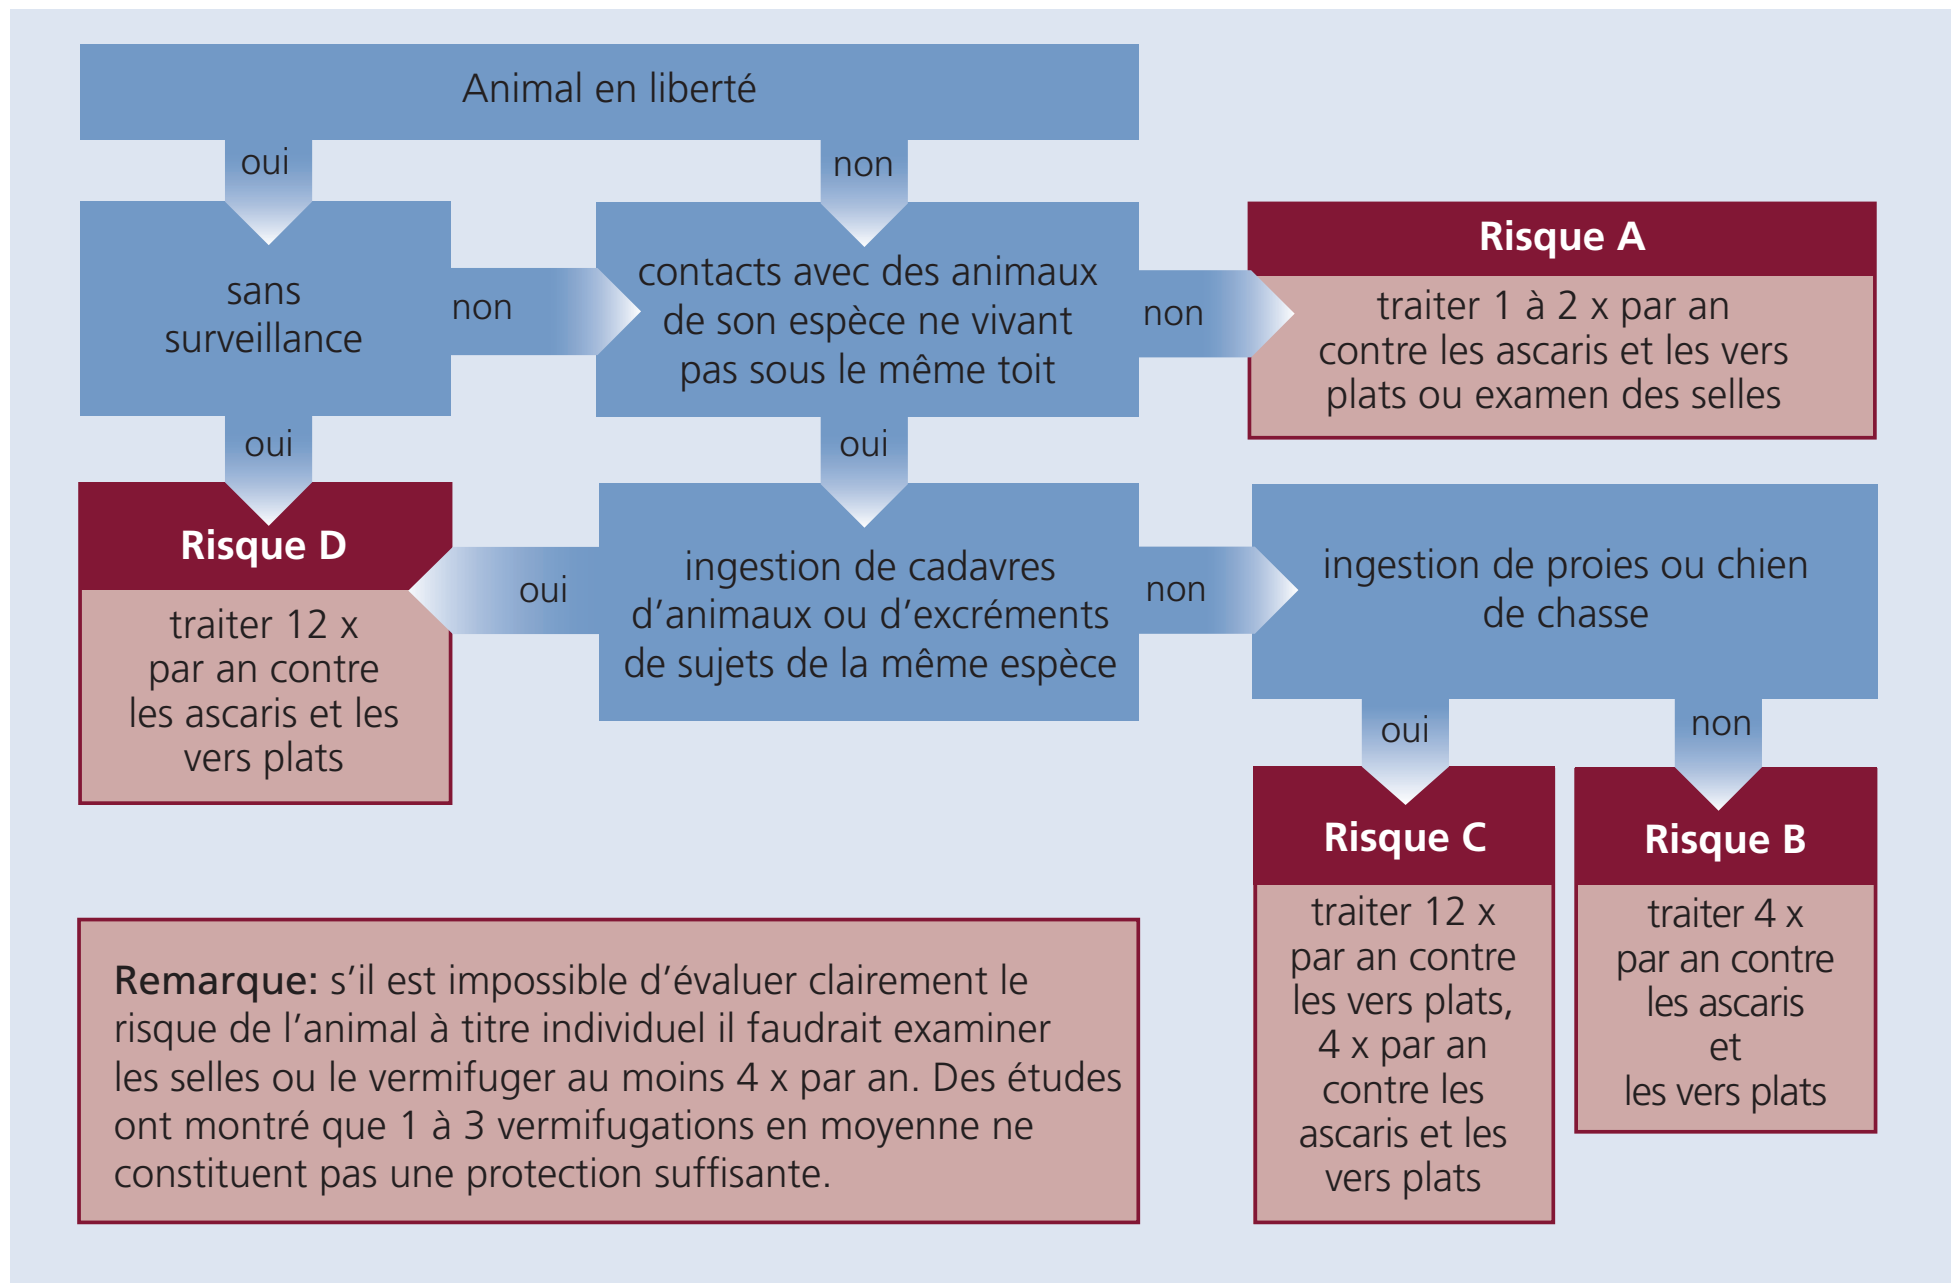 Animal en liberté
oui
non
sans
surveillance
non
contacts avec des animaux
de son espèce ne vivant
pas sous le même toit
non
Risque A
traiter 1 à 2 x par an
contre les ascaris et les vers
plats ou examen des selles
oui
oui
Risque D
traiter 12 x
par an contre
les ascaris et les
vers plats
oui
ingestion de cadavres
d'animaux ou d'excréments
de sujets de la même espèce
non
ingestion de proies ou chien
de chasse
oui
non
Risque C
traiter 12 x
par an contre
les vers plats,
4 x par an
contre les
ascaris et les
vers plats
Risque B
traiter 4 x
par an contre
les ascaris
et
les vers plats
Remarque: s'il est impossible d'évaluer clairement le
risque de l'animal à titre individuel il faudrait examiner
les selles ou le vermifuger au moins 4 x par an. Des études
ont montré que 1 à 3 vermifugations en moyenne ne
constituent pas une protection suffisante.